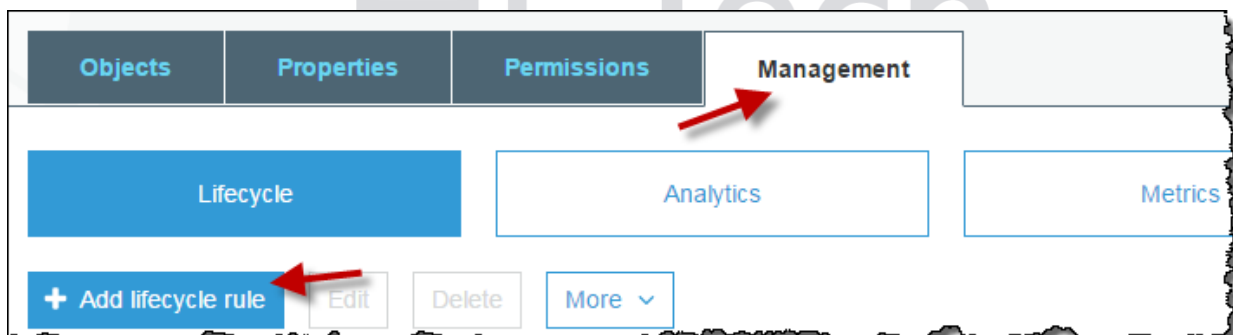 Objects Properties Permissions Management
Lifecycle Analytics Metrics
+ Add lifecycle rule Edit Delete More